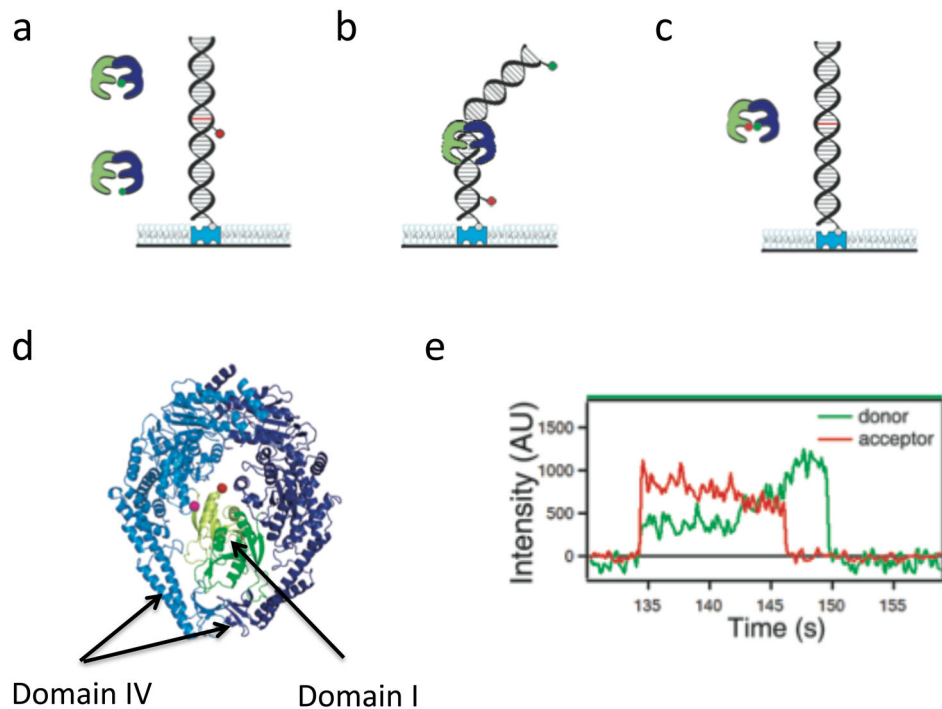 a
b
c
d
e
Domain IV
Domain I
Intensity (AU)
1500
1000
500
0
donor
acceptor
135
140
145
150
155
Time (s)